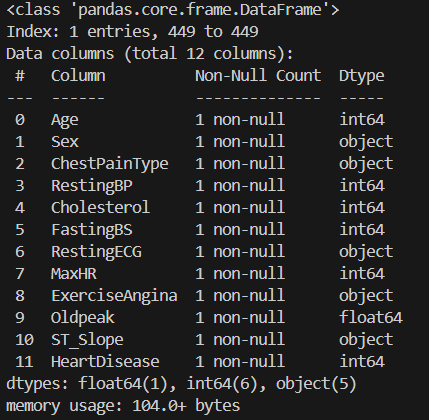 <class 'pandas.core.frame.DataFrame'>
Index: 1 entries, 449 to 449
Data columns (total 12 columns):
 #   Column          Non-Null Count  Dtype
---  ------          --------------  -----
 0   Age             1 non-null      int64
 1   Sex             1 non-null      object
 2   ChestPainType   1 non-null      object
 3   RestingBP       1 non-null      int64
 4   Cholesterol     1 non-null      int64
 5   FastingBS       1 non-null      int64
 6   RestingECG      1 non-null      object
 7   MaxHR           1 non-null      int64
 8   ExerciseAngina  1 non-null      object
 9   Oldpeak         1 non-null      float64
 10  ST_Slope        1 non-null      object
 11  HeartDisease    1 non-null      int64
dtypes: float64(1), int64(6), object(5)
memory usage: 104.0+ bytes